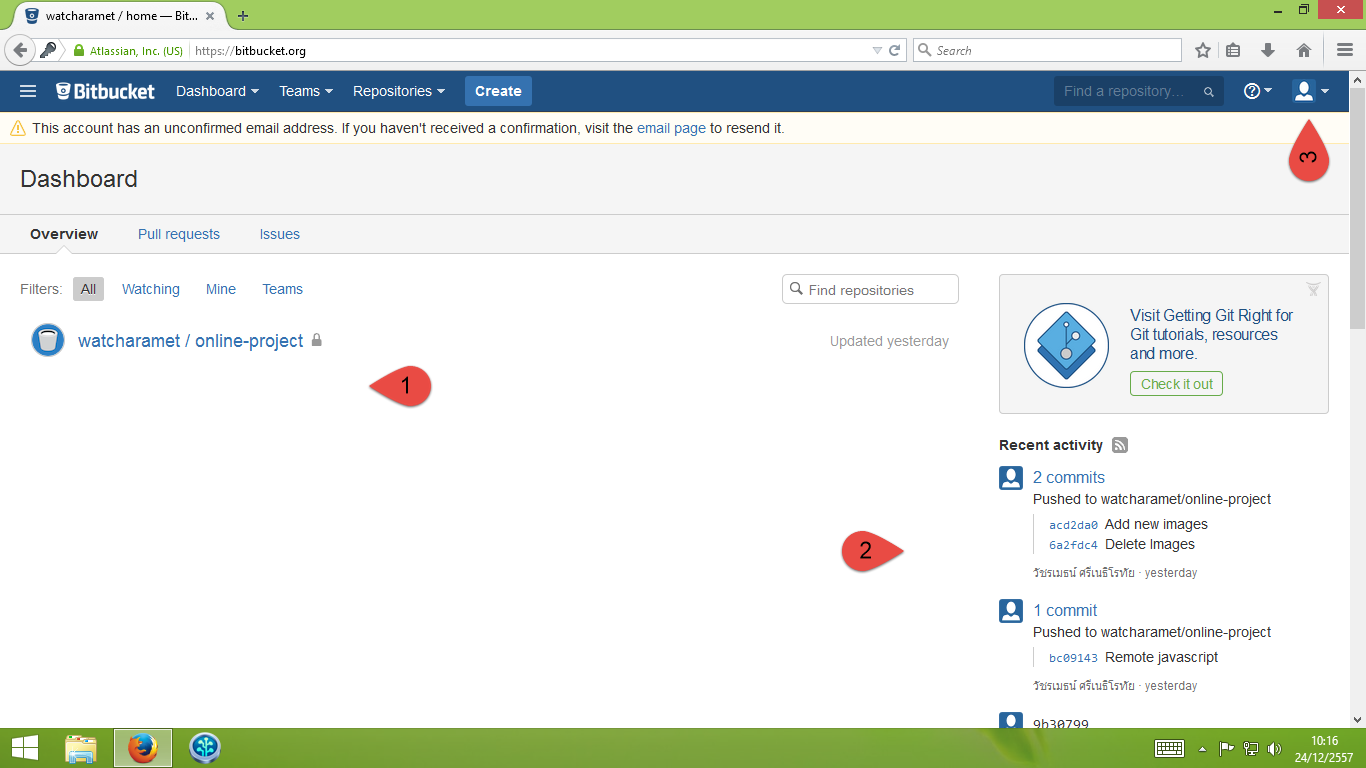 watcharamet / home — Bit...
Atlassian, Inc. (US) https://bitbucket.org Search
Bitbucket Dashboard Teams Repositories Create Find a repository...
This account has an unconfirmed email address. If you haven't received a confirmation, visit the email page to resend it.
3
Dashboard
Overview Pull requests Issues
Filters: All Watching Mine Teams Find repositories
watcharamet / online-project Updated yesterday
1
Visit Getting Git Right for
Git tutorials, resources
and more.
Check it out
Recent activity
2 commits
Pushed to watcharamet/online-project
acd2da0 Add new images
6a2fdc4 Delete Images
2
วัชรเมธน์ ศรีเนธิโรทัย · yesterday
1 commit
Pushed to watcharamet/online-project
bc09143 Remote javascript
วัชรเมธน์ ศรีเนธิโรทัย · yesterday
9b30799
10:16
24/12/2557